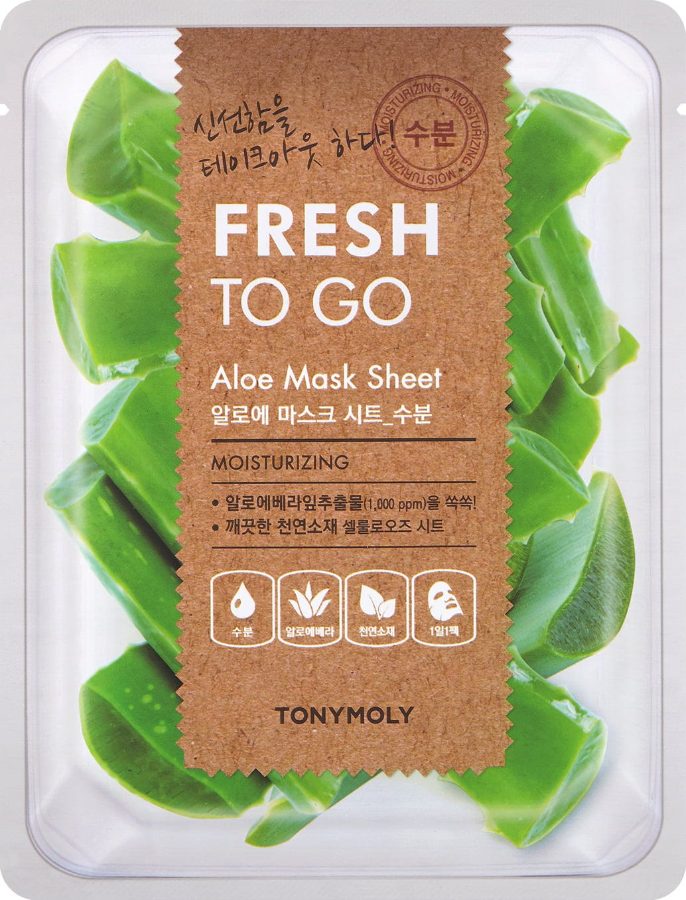 신선함을
테이크아웃 하다!
MOISTURIZING • MOISTURIZING • MOISTURIZING •
수분
FRESH
TO GO
Aloe Mask Sheet
알로에 마스크 시트_수분
MOISTURIZING
• 알로에베라잎추출물(1,000 ppm)을 쏙쏙!
• 깨끗한 천연소재 셀룰로오즈 시트
수분 알로에베라 천연소재 1일1팩
TONYMOLY